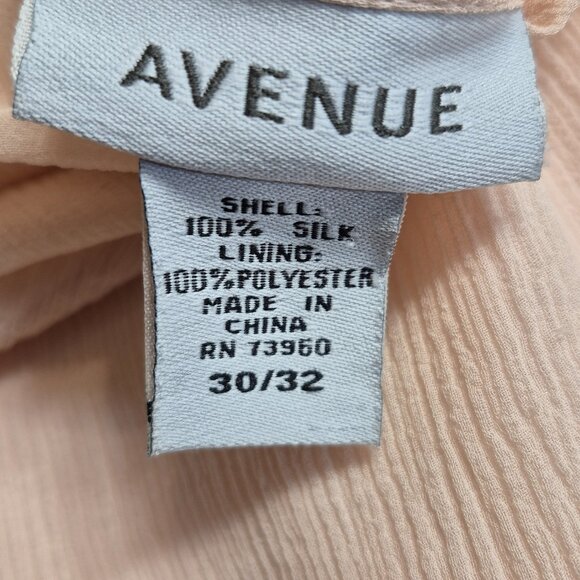 AVENUE
SHELL:
100% SILK
LINING:
100%POLYESTER
MADE IN
CHINA
RN 73960
30/32